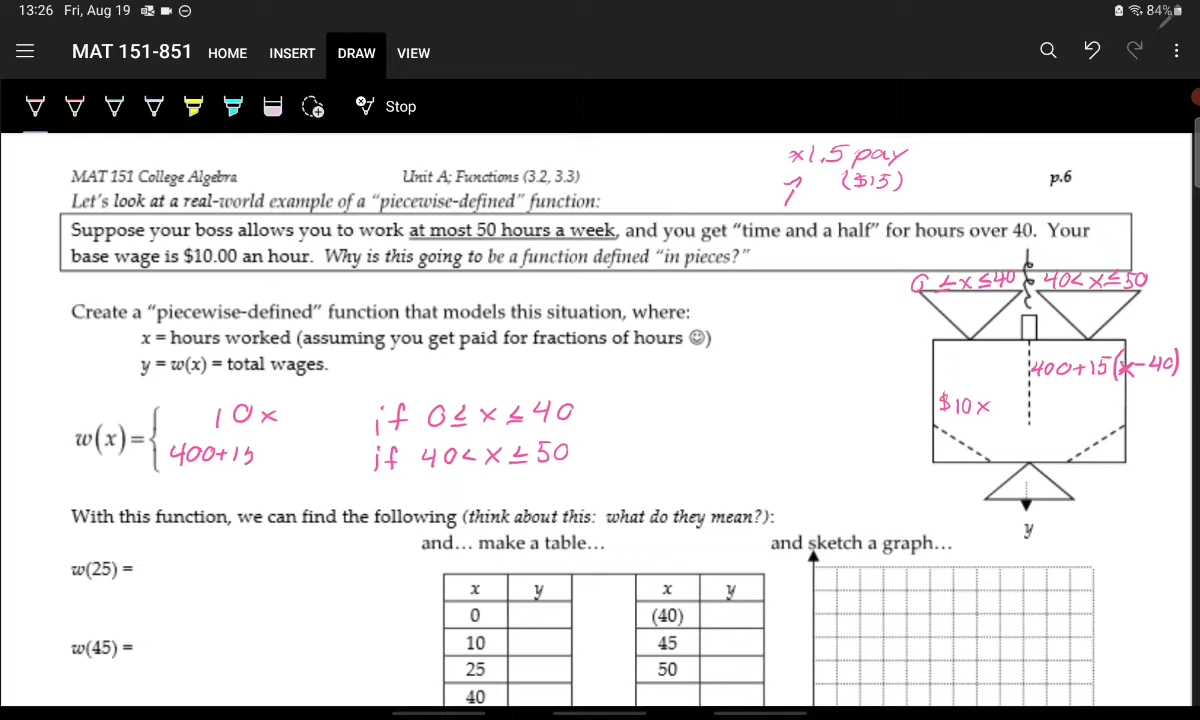 13:26 Fri, Aug 19 84%
MAT 151-851 HOME INSERT DRAW VIEW
Stop
×1.5 pay
MAT 151 College Algebra Unit A; Functions (3.2, 3.3) ($15) p.6
Let's look at a real-world example of a “piecewise-defined” function:
Suppose your boss allows you to work at most 50 hours a week, and you get “time and a half” for hours over 40. Your
base wage is $10.00 an hour. Why is this going to be a function defined “in pieces?”
0 ≤ x ≤ 40 40 < x ≤ 50
Create a “piecewise-defined” function that models this situation, where:
x = hours worked (assuming you get paid for fractions of hours ☺)
y = w(x) = total wages.
400+15(x-40)
$10x
w(x) = { 10x if 0 ≤ x ≤ 40
400+15 if 40 < x ≤ 50
With this function, we can find the following (think about this: what do they mean?):
y
and… make a table… and sketch a graph…
w(25) =
x y x y
0 (40)
10 45
w(45) =
25 50
40